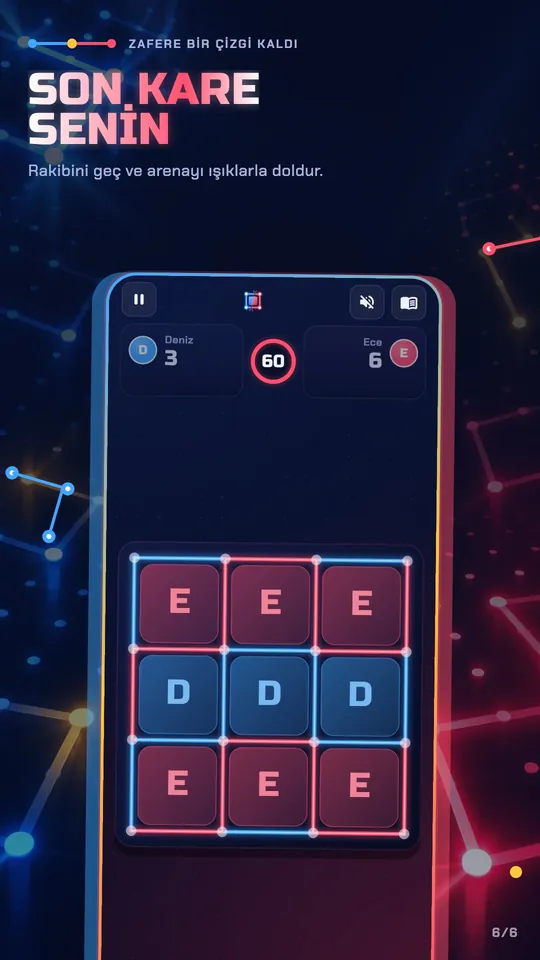 ZAFERE BİR ÇİZGİ KALDI
SON KARE
SENİN
Rakibini geç ve arenayı ışıklarla doldur.
D Deniz 3
60
Ece 6 E
E E E
D D D
E E E
6/6